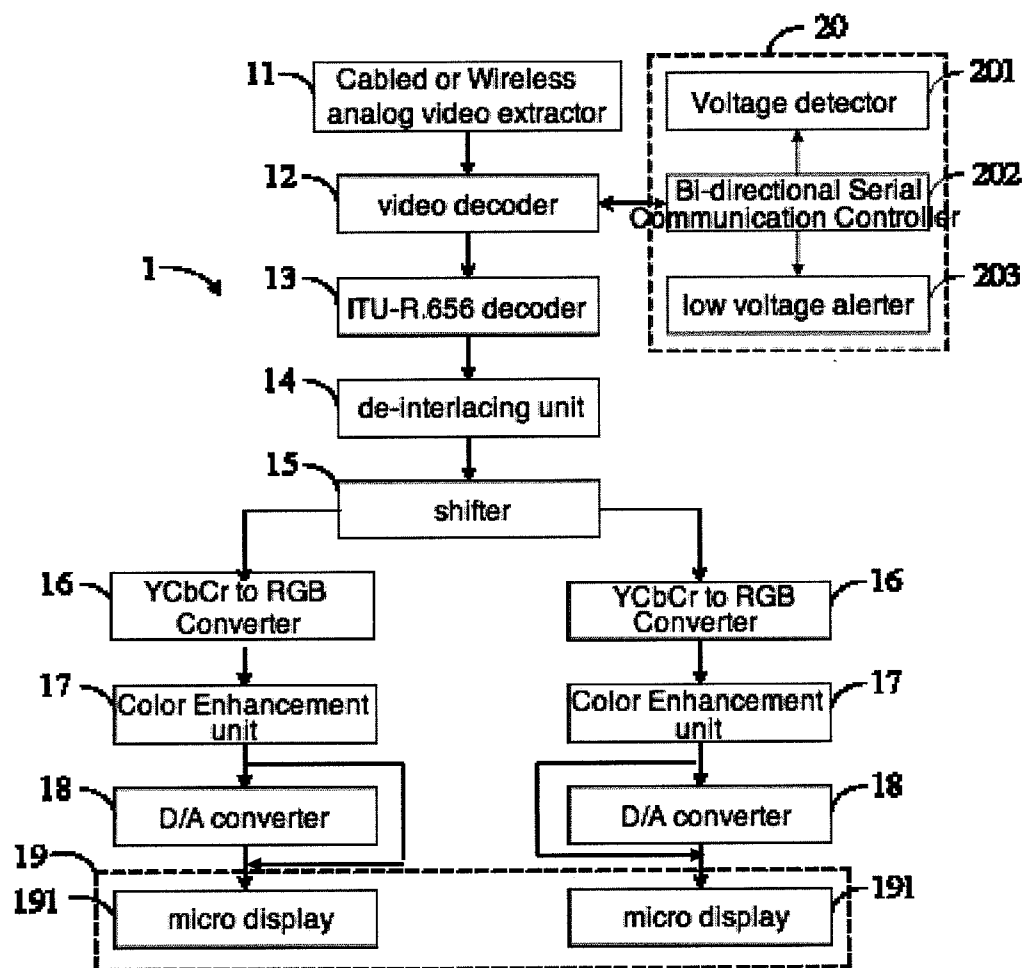 20
11
Cabled or Wireless
analog video extractor
Voltage detector
201
12
video decoder
Bi-directional Serial
Communication Controller
202
1
13
ITU-R.656 decoder
low voltage alerter
203
14
de-interlacing unit
15
shifter
16
YCbCr to RGB
Converter
YCbCr to RGB
Converter
16
17
Color Enhancement
unit
Color Enhancement
unit
17
18
D/A converter
D/A converter
18
19
191
micro display
micro display
191